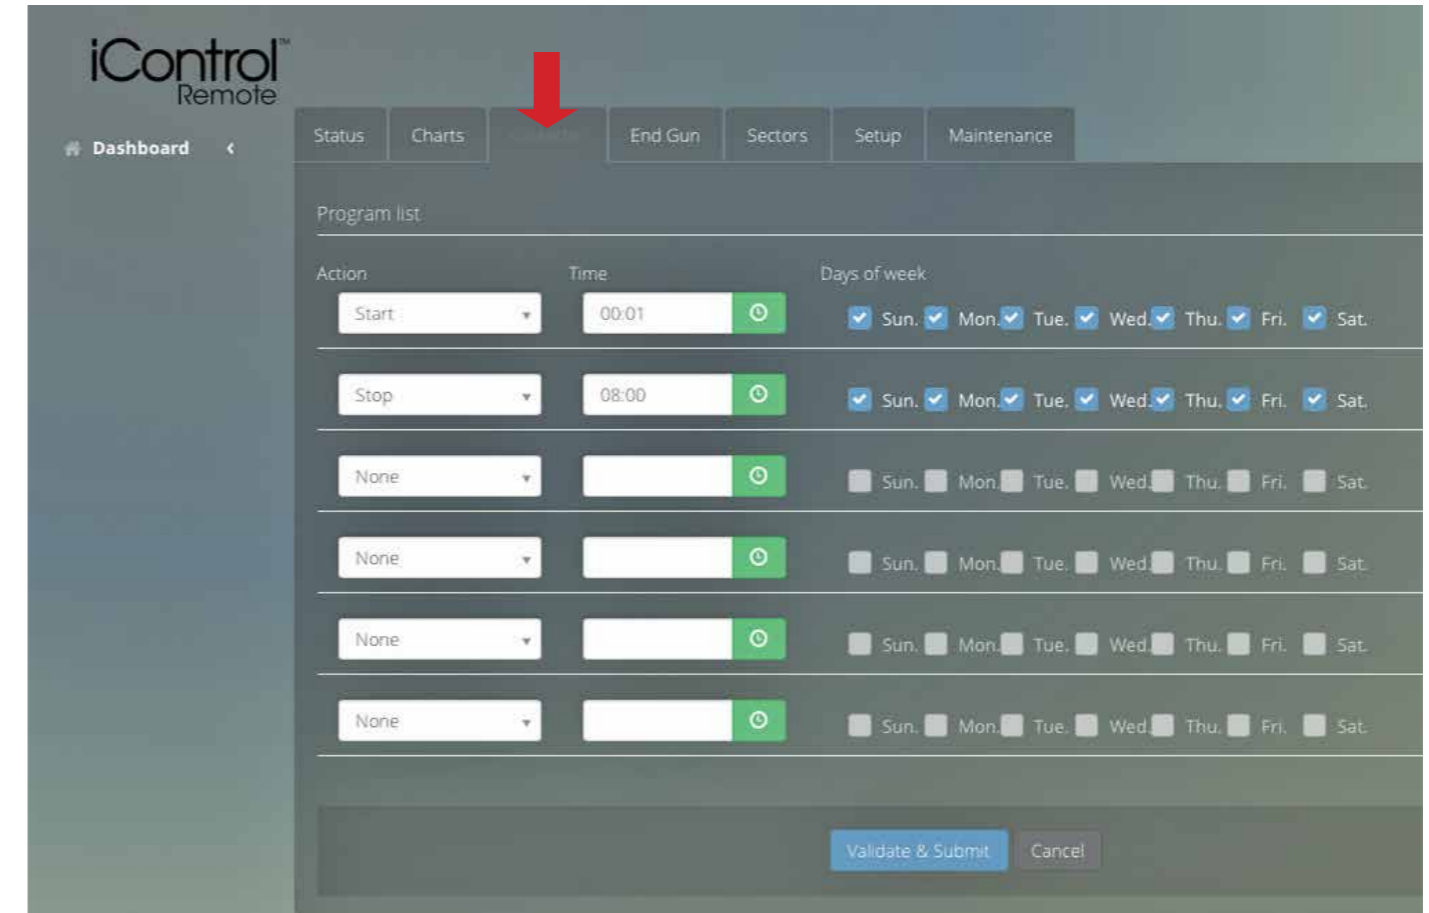 iControl™
Remote
Dashboard
Status Charts End Gun Sectors Setup Maintenance
Program list
Action Time Days of week
Start 00:01 Sun. Mon. Tue. Wed. Thu. Fri. Sat.
Stop 08:00 Sun. Mon. Tue. Wed. Thu. Fri. Sat.
None Sun. Mon. Tue. Wed. Thu. Fri. Sat.
None Sun. Mon. Tue. Wed. Thu. Fri. Sat.
None Sun. Mon. Tue. Wed. Thu. Fri. Sat.
None Sun. Mon. Tue. Wed. Thu. Fri. Sat.
Validate & Submit Cancel